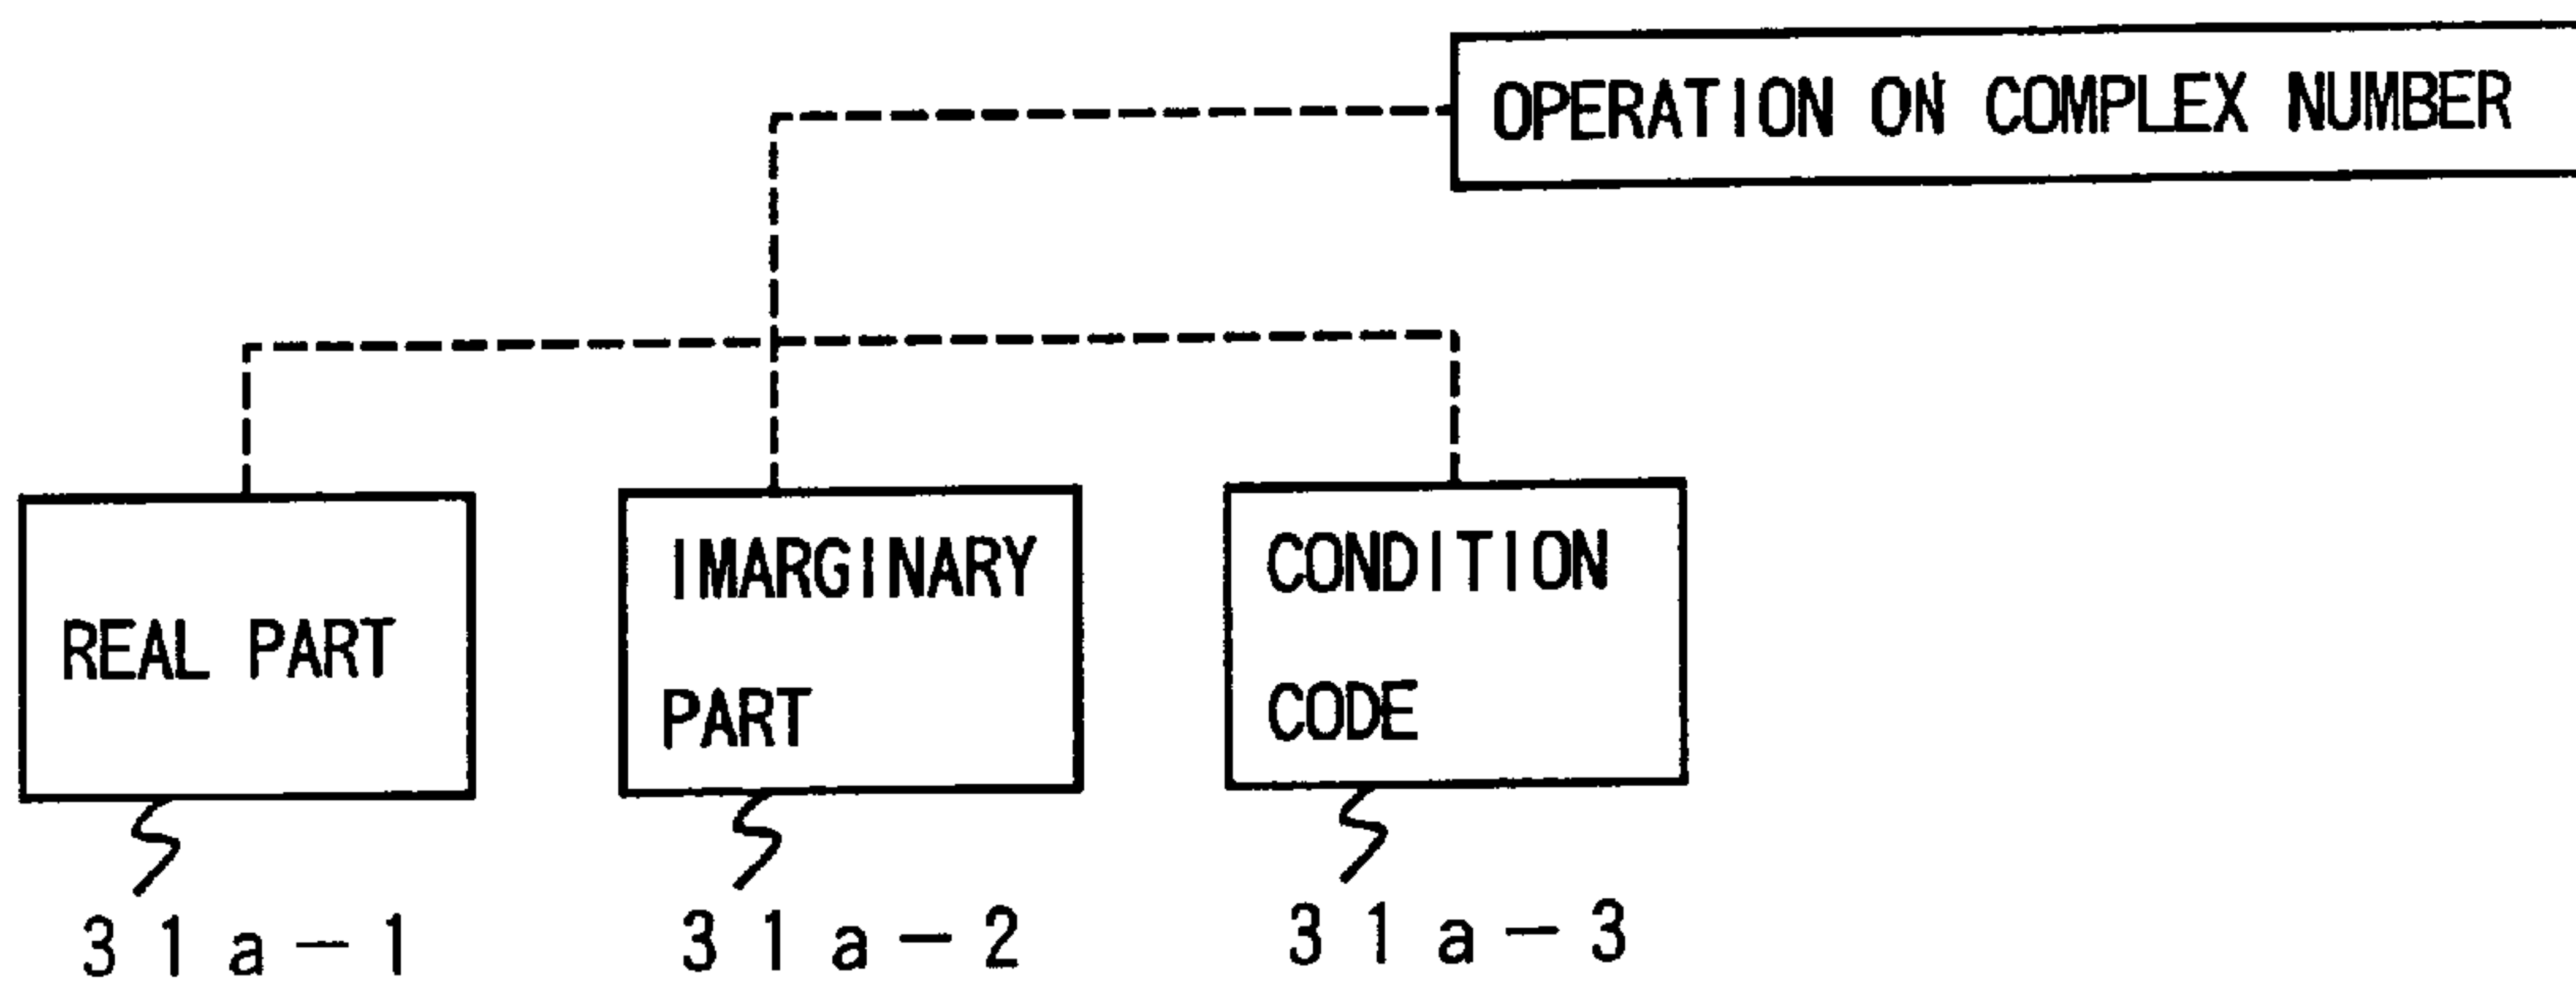 OPERATION ON COMPLEX NUMBER
REAL PART
IMARGINARY
PART
CONDITION
CODE
31a-1
31a-2
31a-3